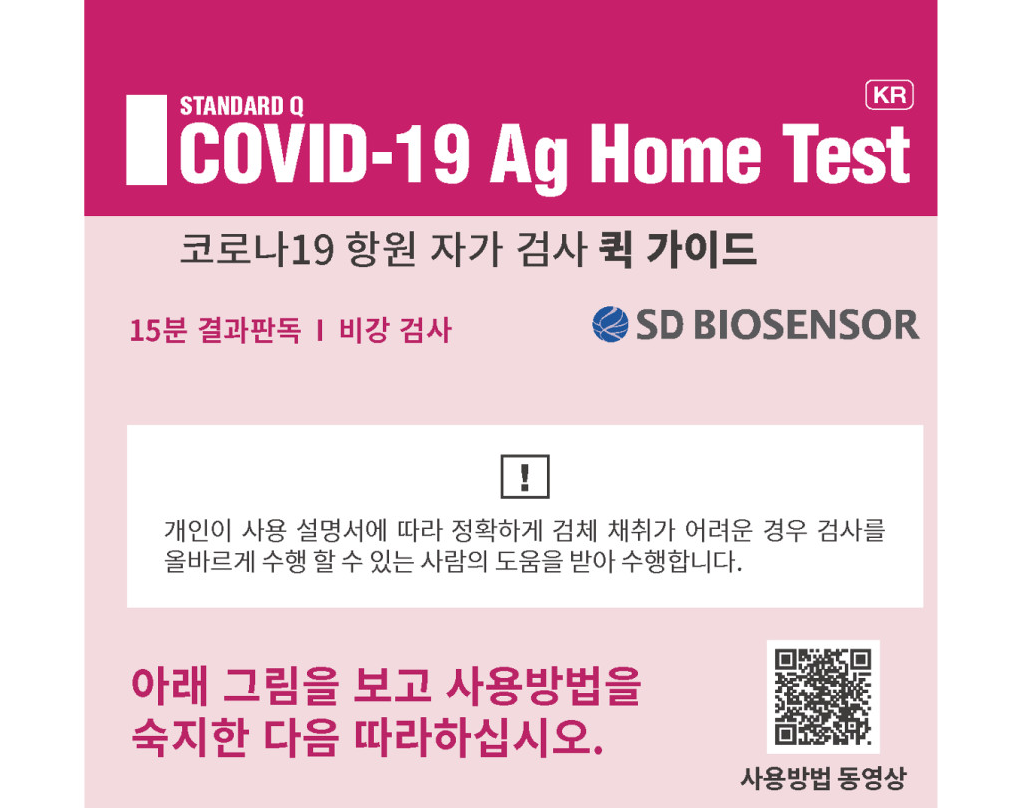 KR
STANDARD Q
COVID-19 Ag Home Test
코로나19 항원 자가 검사 퀵 가이드
15분 결과판독 I 비강 검사
SD BIOSENSOR
!
개인이 사용 설명서에 따라 정확하게 검체 채취가 어려운 경우 검사를
올바르게 수행 할 수 있는 사람의 도움을 받아 수행합니다.
아래 그림을 보고 사용방법을
숙지한 다음 따라하십시오.
사용방법 동영상